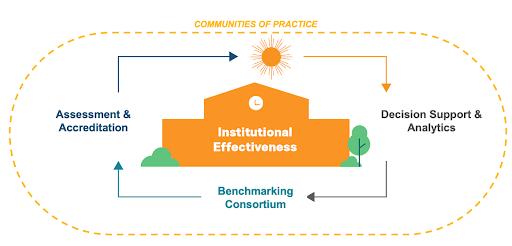 COMMUNITIES OF PRACTICE
Assessment &
Accreditation
Decision Support &
Analytics
Institutional
Effectiveness
Benchmarking
Consortium